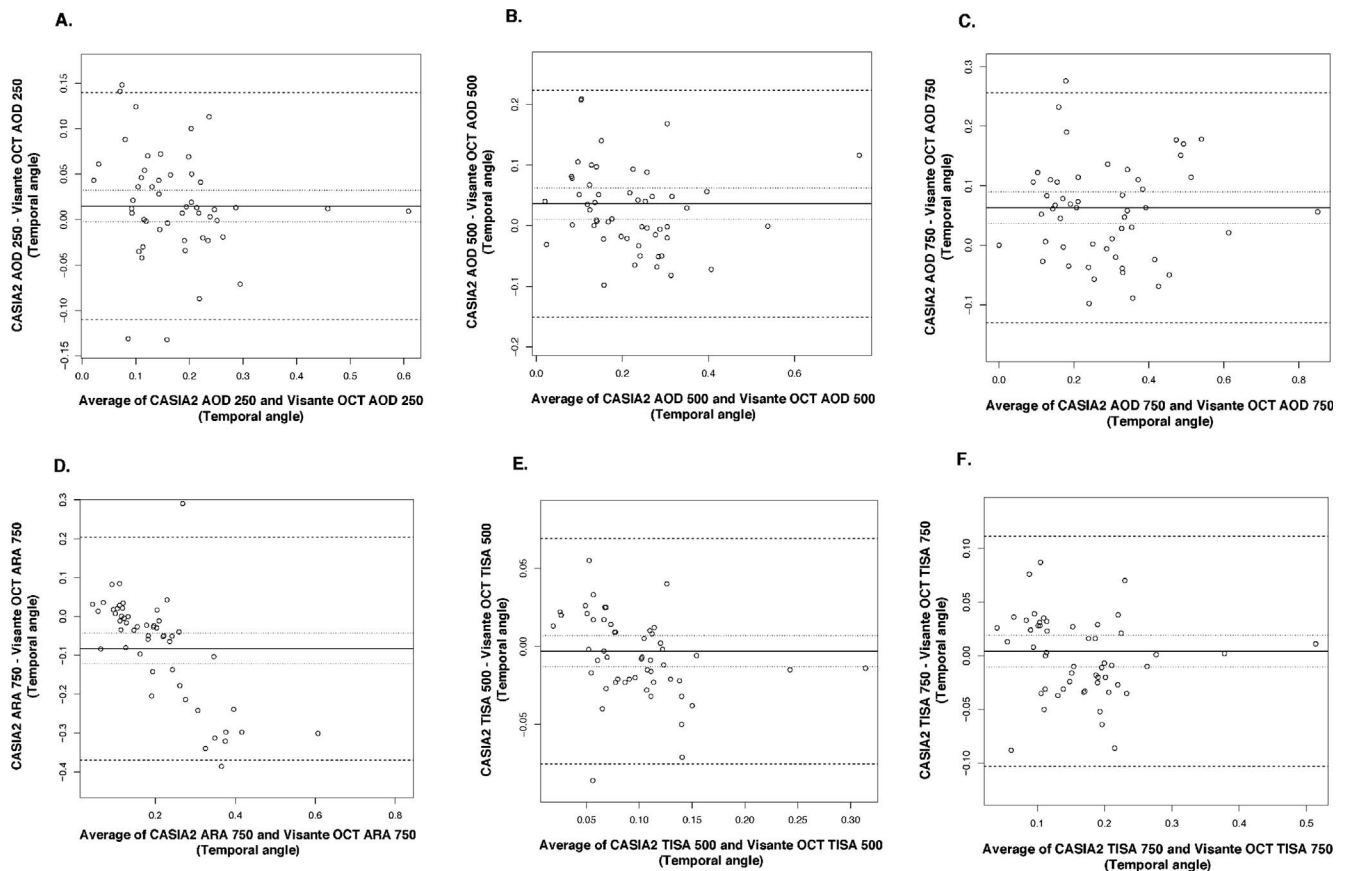 A.
CASIA2 AOD 250 - Visante OCT AOD 250
(Temporal angle)
0.15
0.10
0.05
0.00
−0.05
−0.10
−0.15
0.0 0.1 0.2 0.3 0.4 0.5 0.6
Average of CASIA2 AOD 250 and Visante OCT AOD 250
(Temporal angle)
B.
CASIA2 AOD 500 - Visante OCT AOD 500
(Temporal angle)
0.2
0.1
0.0
−0.1
−0.2
0.0 0.2 0.4 0.6
Average of CASIA2 AOD 500 and Visante OCT AOD 500
(Temporal angle)
C.
CASIA2 AOD 750 - Visante OCT AOD 750
(Temporal angle)
0.3
0.2
0.1
0.0
−0.1
0.0 0.2 0.4 0.6 0.8
Average of CASIA2 AOD 750 and Visante OCT AOD 750
(Temporal angle)
D.
CASIA2 ARA 750 - Visante OCT ARA 750
(Temporal angle)
0.3
0.2
0.1
0.0
−0.1
−0.2
−0.3
−0.4
0.2 0.4 0.6 0.8
Average of CASIA2 ARA 750 and Visante OCT ARA 750
(Temporal angle)
E.
CASIA2 TISA 500 - Visante OCT TISA 500
(Temporal angle)
0.05
0.00
−0.05
0.05 0.10 0.15 0.20 0.25 0.30
Average of CASIA2 TISA 500 and Visante OCT TISA 500
(Temporal angle)
F.
CASIA2 TISA 750 - Visante OCT TISA 750
(Temporal angle)
0.10
0.05
0.00
−0.05
−0.10
0.1 0.2 0.3 0.4 0.5
Average of CASIA2 TISA 750 and Visante OCT TISA 750
(Temporal angle)